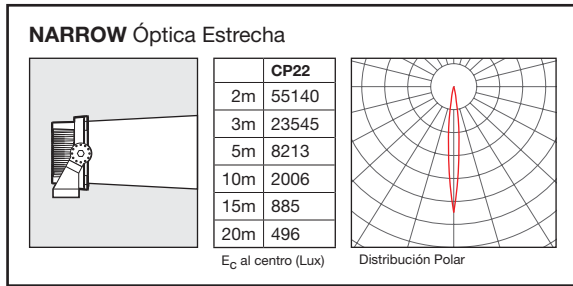 NARROW Óptica Estrecha
CP22
2m 55140
3m 23545
5m 8213
10m 2006
15m 885
20m 496
EC al centro (Lux)
Distribución Polar